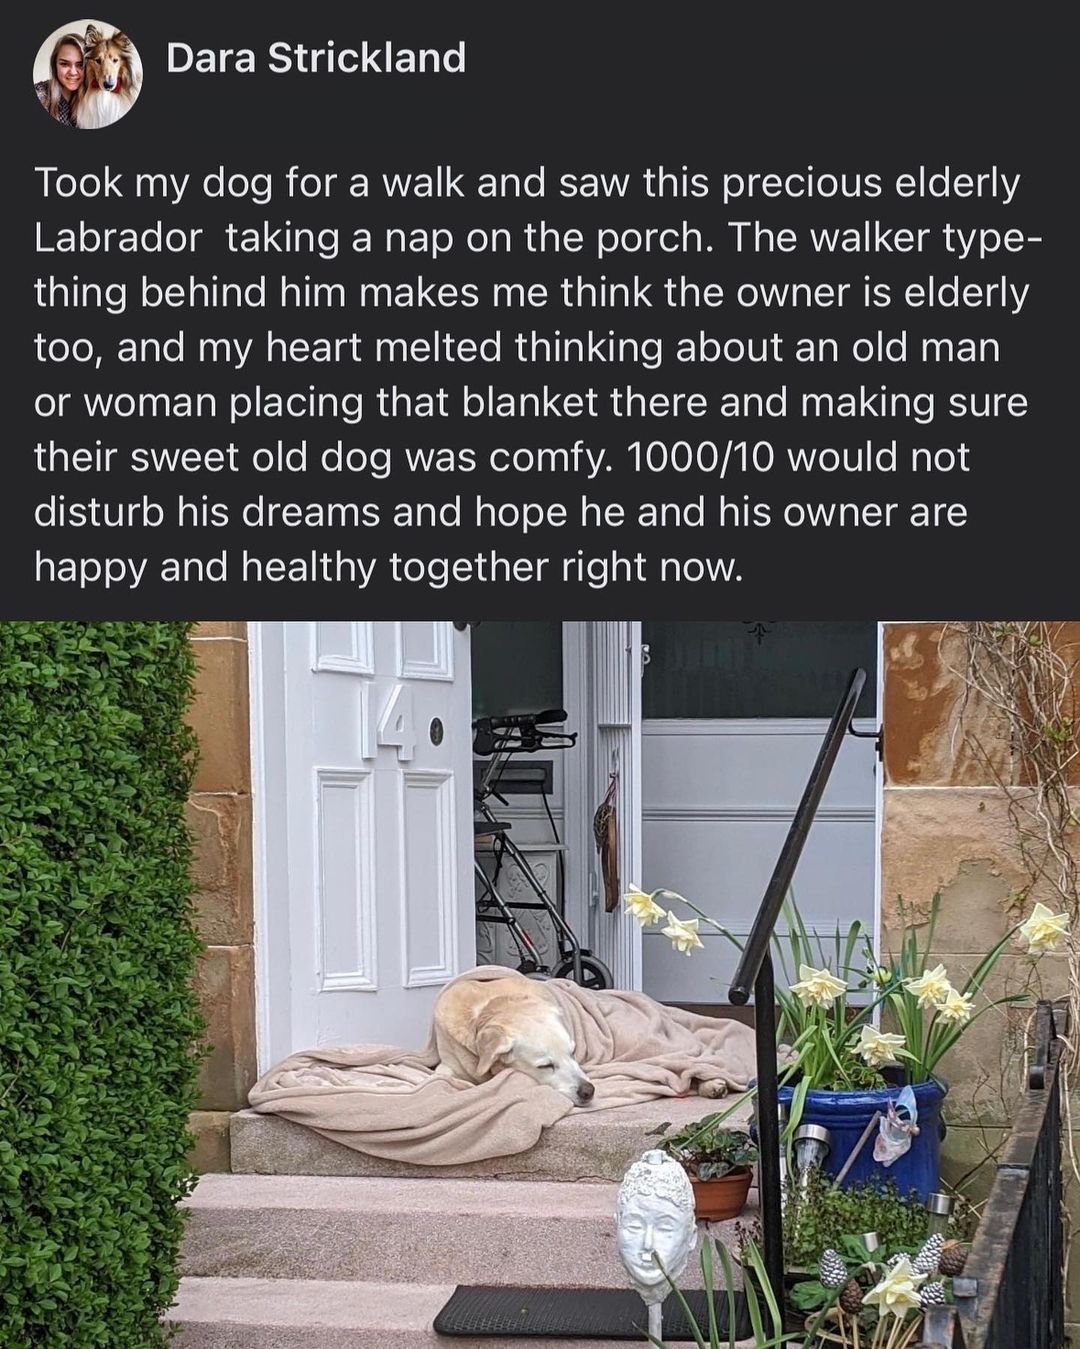 Dara Strickland
Took my dog for a walk and saw this precious elderly
Labrador  taking a nap on the porch. The walker type-
thing behind him makes me think the owner is elderly
too, and my heart melted thinking about an old man
or woman placing that blanket there and making sure
their sweet old dog was comfy. 1000/10 would not
disturb his dreams and hope he and his owner are
happy and healthy together right now.
14